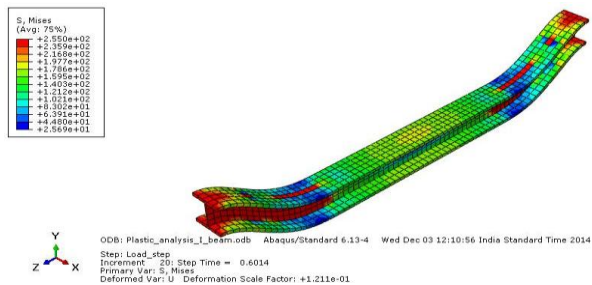 S, Mises
(Avg: 75%)
+2.550e+02
+2.359e+02
+2.168e+02
+1.977e+02
+1.786e+02
+1.595e+02
+1.403e+02
+1.212e+02
+1.021e+02
+8.302e+01
+6.391e+01
+4.480e+01
+2.569e+01
Y
Z X
ODB: Plastic_analysis_I_beam.odb Abaqus/Standard 6.13-4 Wed Dec 03 12:10:56 India Standard Time 2014
Step: Load_step
Increment 20: Step Time = 0.6014
Primary Var: S, Mises
Deformed Var: U Deformation Scale Factor: +1.211e-01